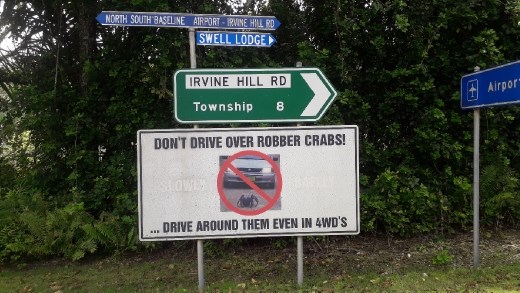 NORTH SOUTH BASELINE AIRPORT - IRVINE HILL RD
SWELL LODGE
IRVINE HILL RD
Township 8
Airport
DON'T DRIVE OVER ROBBER CRABS!
SLOWLY
... DRIVE AROUND THEM EVEN IN 4WD'S